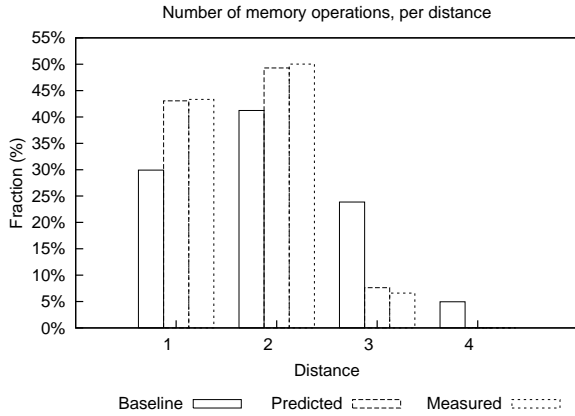 Number of memory operations, per distance
55%
50%
45%
40%
35%
30%
25%
20%
15%
10%
5%
0%
Fraction (%)
1 2 3 4
Distance
Baseline Predicted Measured